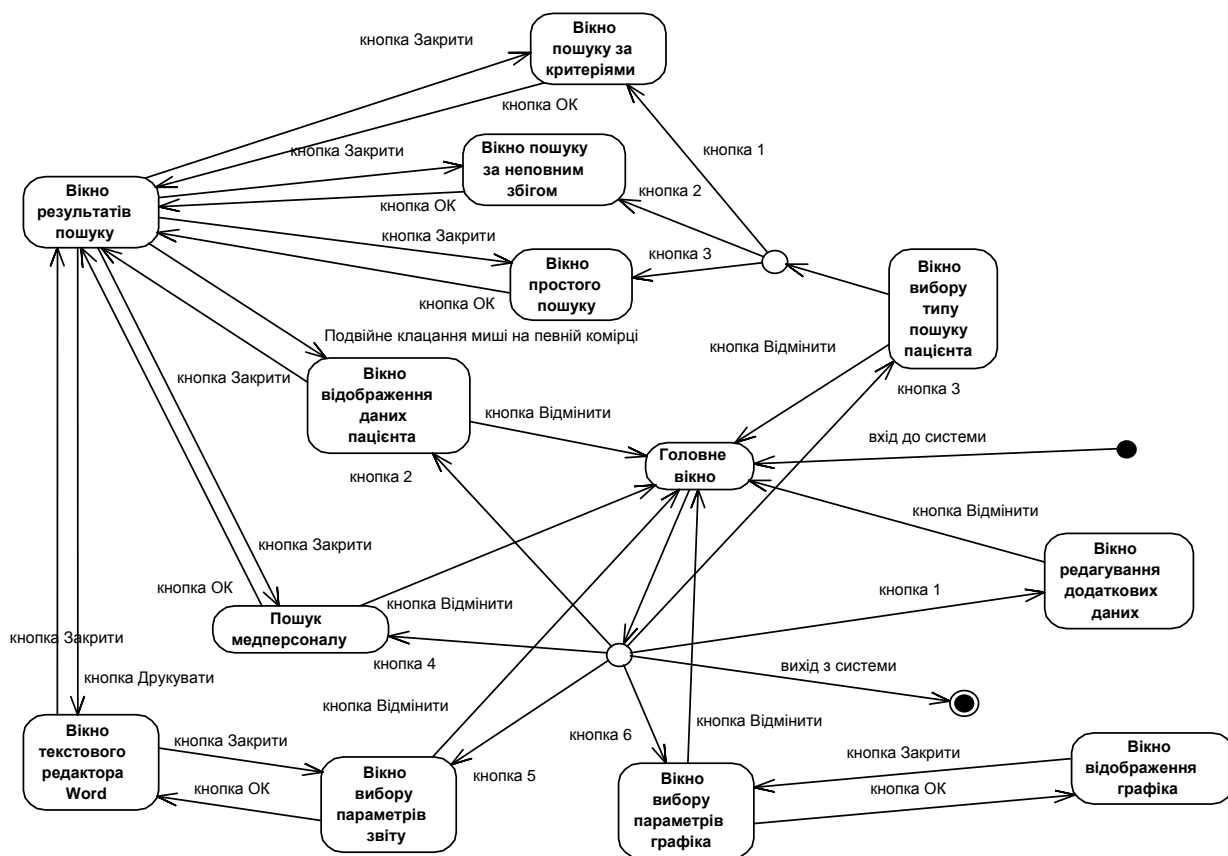 Вікно
пошуку за
критеріями
кнопка Закрити
кнопка ОК
кнопка 1
Вікно пошуку
за неповним
збігом
кнопка Закрити
кнопка ОК
кнопка 2
Вікно
результатів
пошуку
кнопка Закрити
кнопка 3
Вікно
простого
пошуку
кнопка ОК
Вікно
вибору
типу
пошуку
пацієнта
Подвійне клацання миші на певній комірці
кнопка Відмінити
кнопка Закрити
Вікно
відображення
даних
пацієнта
кнопка 3
кнопка Відмінити
вхід до системи
Головне
вікно
кнопка 2
кнопка Відмінити
кнопка Закрити
Вікно
редагування
додаткових
даних
кнопка ОК
кнопка Відмінити
кнопка 1
Пошук
медперсоналу
кнопка Закрити
кнопка 4
вихід з системи
кнопка Друкувати
кнопка Відмінити
кнопка Відмінити
Вікно
текстового
редактора
Word
кнопка Закрити
кнопка 6
кнопка Закрити
Вікно
відображення
графіка
кнопка 5
кнопка ОК
Вікно
вибору
параметрів
звіту
Вікно
вибору
параметрів
графіка
кнопка ОК